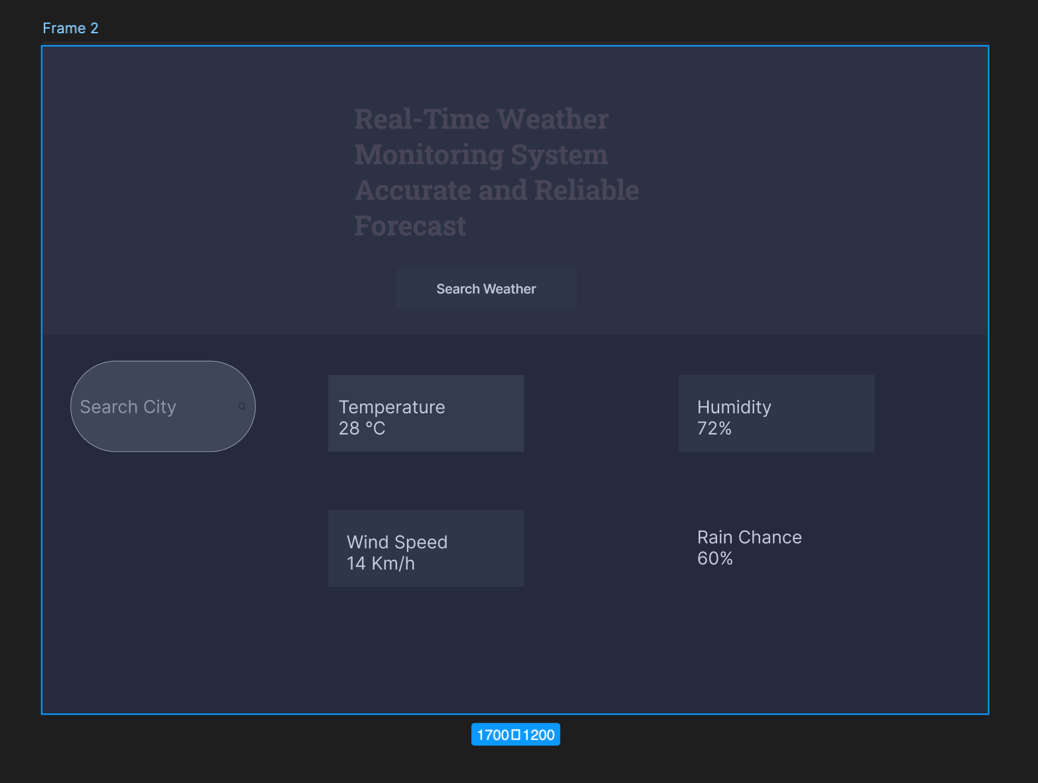 Frame 2
Real-Time Weather
Monitoring System
Accurate and Reliable
Forecast
Search Weather
Search City
Temperature
28 °C
Humidity
72%
Wind Speed
14 Km/h
Rain Chance
60%
1700▯1200